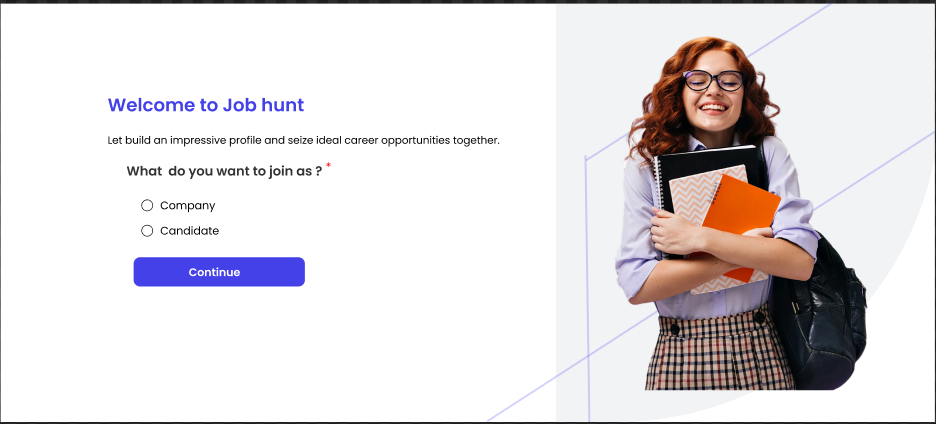 Welcome to Job hunt
Let build an impressive profile and seize ideal career opportunities together.
What do you want to join as ? *
Company
Candidate
Continue